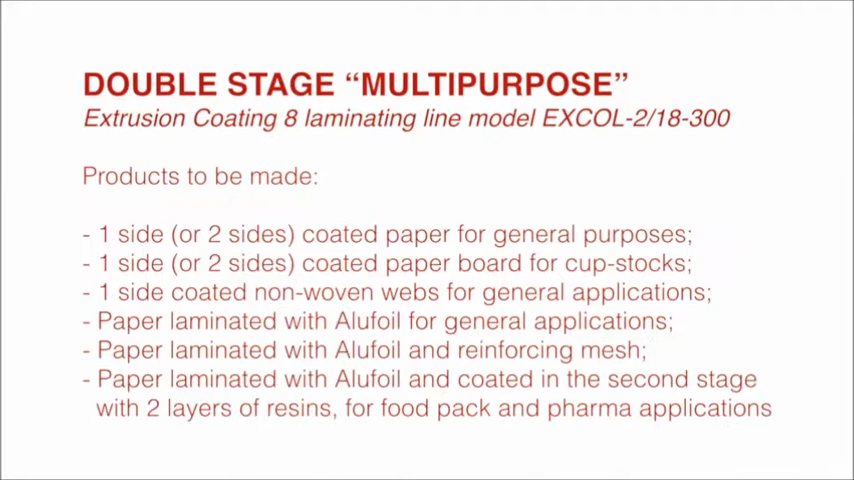 DOUBLE STAGE “MULTIPURPOSE”
Extrusion Coating 8 laminating line model EXCOL-2/18-300
Products to be made:
- 1 side (or 2 sides) coated paper for general purposes;
- 1 side (or 2 sides) coated paper board for cup-stocks;
- 1 side coated non-woven webs for general applications;
- Paper laminated with Alufoil for general applications;
- Paper laminated with Alufoil and reinforcing mesh;
- Paper laminated with Alufoil and coated in the second stage
with 2 layers of resins, for food pack and pharma applications